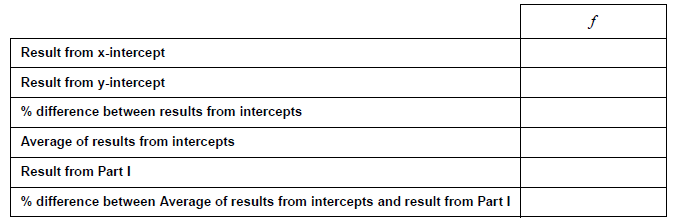 f
Result from x-intercept
Result from y-intercept
% difference between results from intercepts
Average of results from intercepts
Result from Part I
% difference between Average of results from intercepts and result from Part I